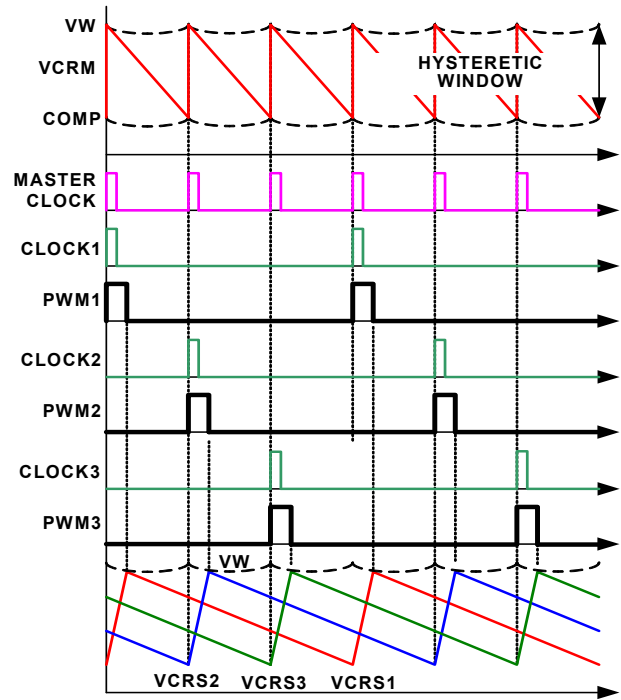 VW
VCRM
HYSTERETIC
WINDOW
COMP
MASTER
CLOCK
CLOCK1
PWM1
CLOCK2
PWM2
CLOCK3
PWM3
VW
VCRS2 VCRS3 VCRS1